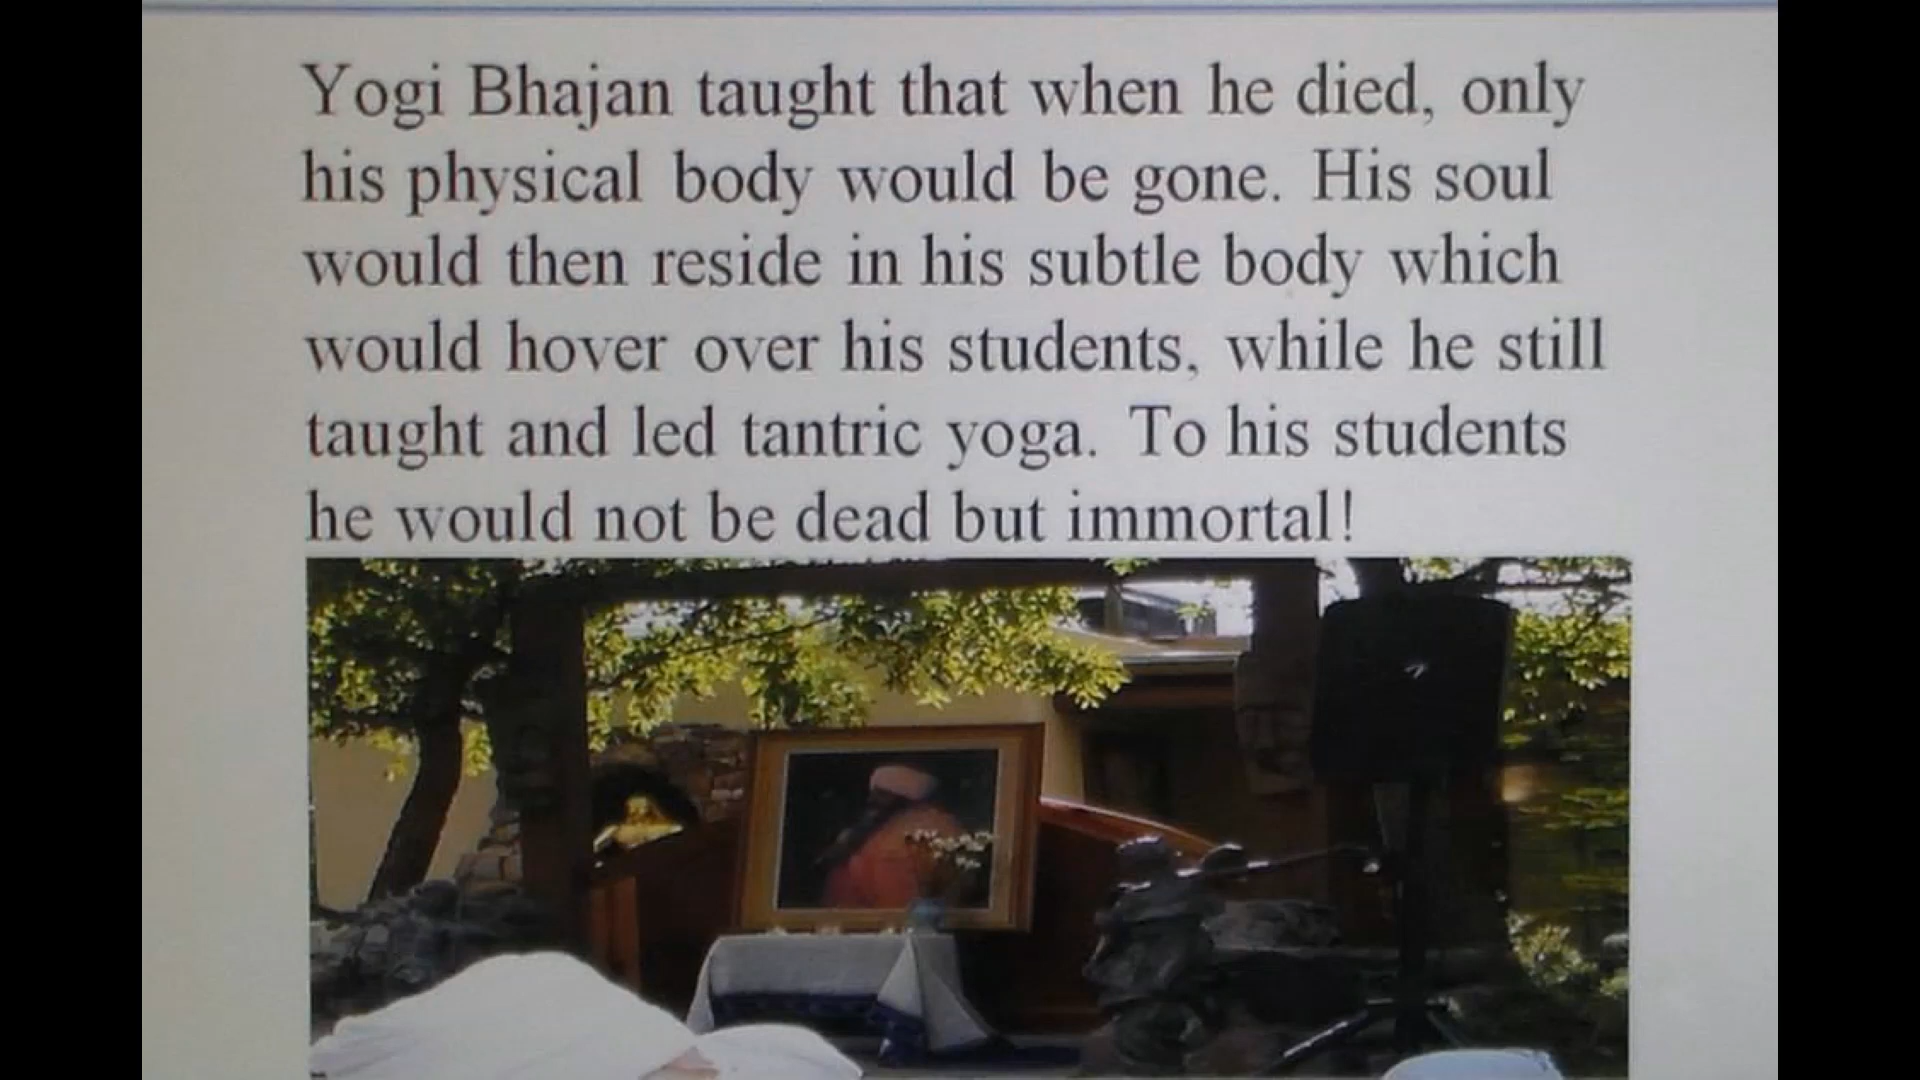 Yogi Bhajan taught that when he died, only
his physical body would be gone. His soul
would then reside in his subtle body which
would hover over his students, while he still
taught and led tantric yoga. To his students
he would not be dead but immortal!